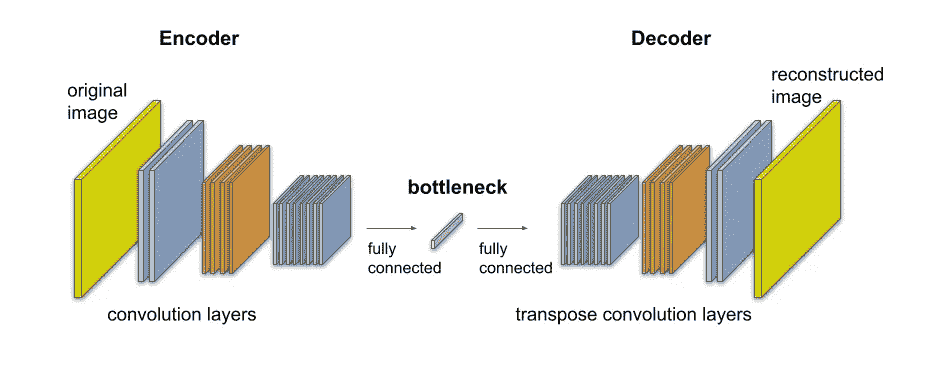 Encoder
Decoder
original
image
reconstructed
image
bottleneck
fully
connected
fully
connected
convolution layers
transpose convolution layers